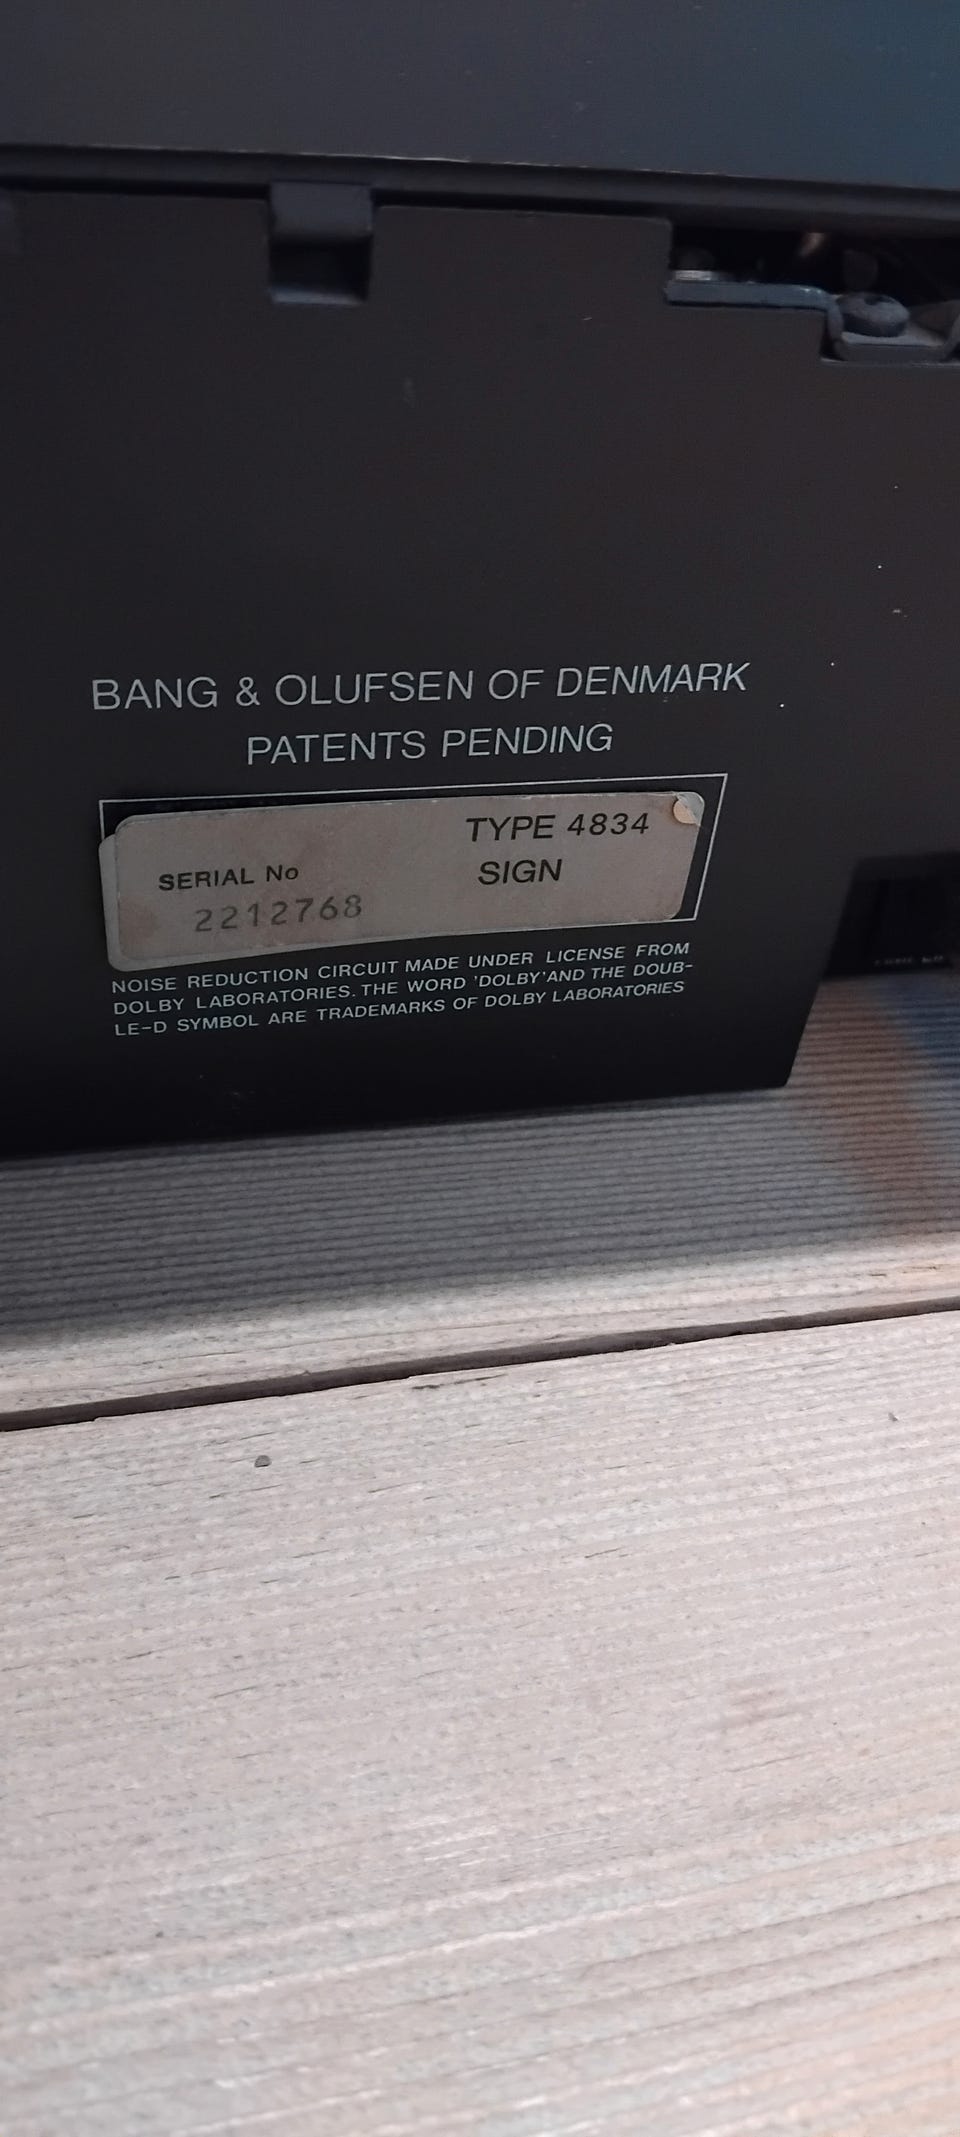 BANG & OLUFSEN OF DENMARK
PATENTS PENDING
TYPE 4834
SERIAL No
SIGN
2212768
NOISE REDUCTION CIRCUIT MADE UNDER LICENSE FROM
DOLBY LABORATORIES. THE WORD 'DOLBY' AND THE DOUB-
LE-D SYMBOL ARE TRADEMARKS OF DOLBY LABORATORIES